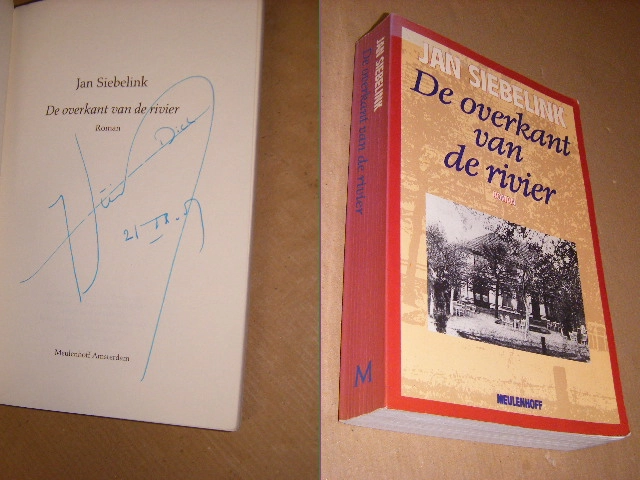 Jan Siebelink
De overkant van de rivier
Roman
Meulenhoff Amsterdam
JAN SIEBELINK
De overkant van de rivier
M
JAN SIEBELINK
De overkant
van
de rivier
MEULENHOFF